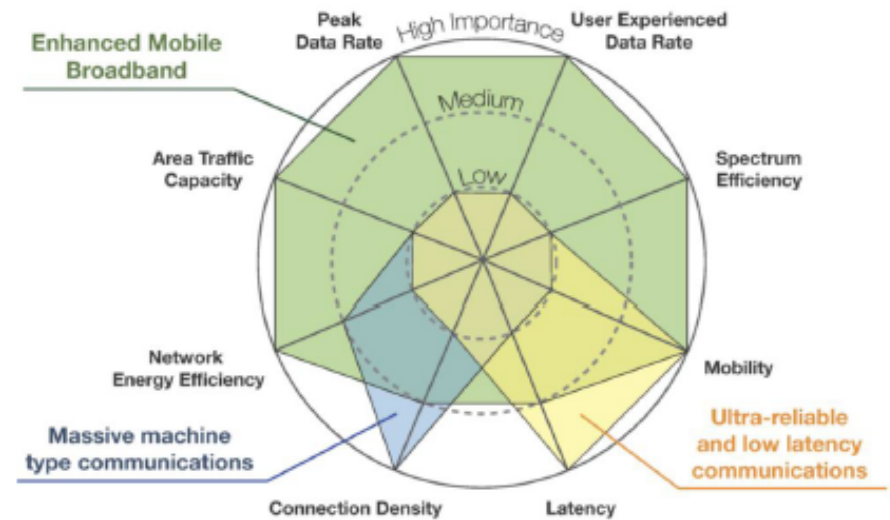 Peak
Data Rate
High Importance
User Experienced
Data Rate
Enhanced Mobile
Broadband
Medium
Area Traffic
Capacity
Low
Spectrum
Efficiency
Network
Energy Efficiency
Mobility
Massive machine
type communications
Ultra-reliable
and low latency
communications
Connection Density
Latency